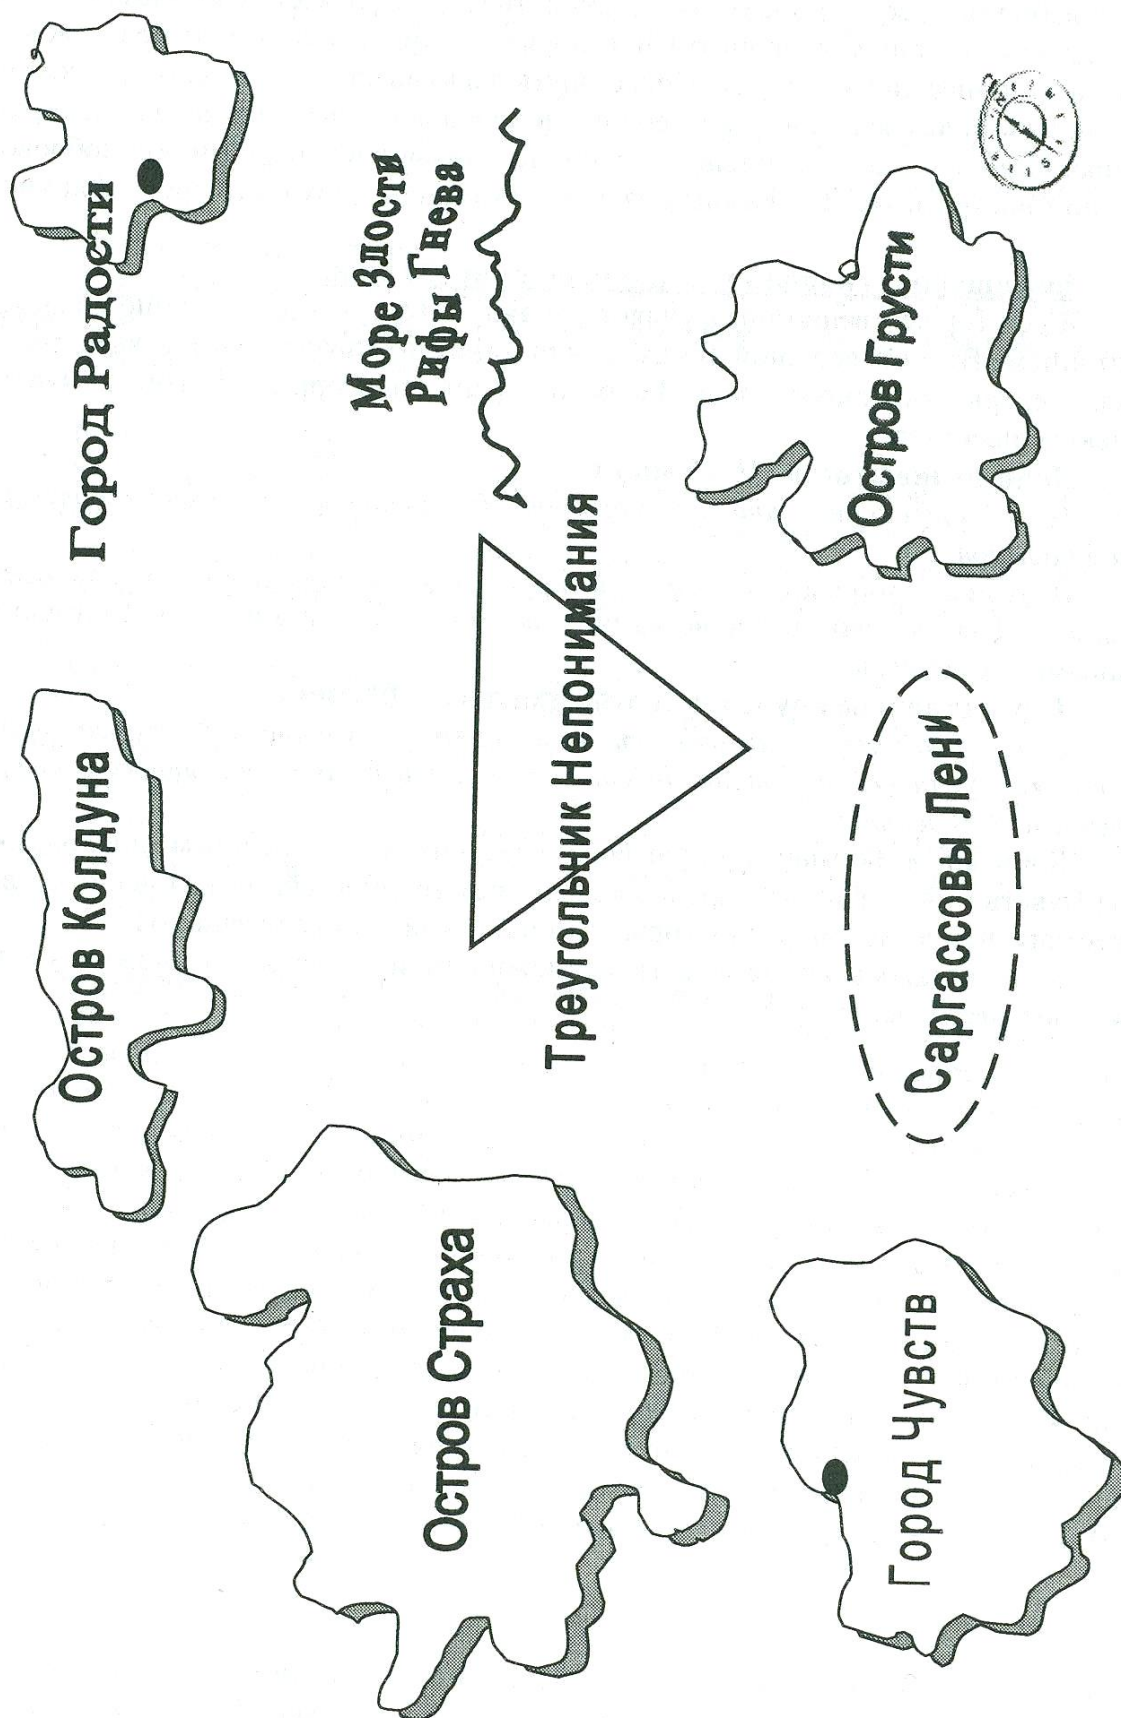 Остров Колдуна
Город Радости
Море Злости
Рифы Гнева
Остров Страха
Треугольник Непонимания
Город Чувств
Саргассовы Лени
Остров Грусти